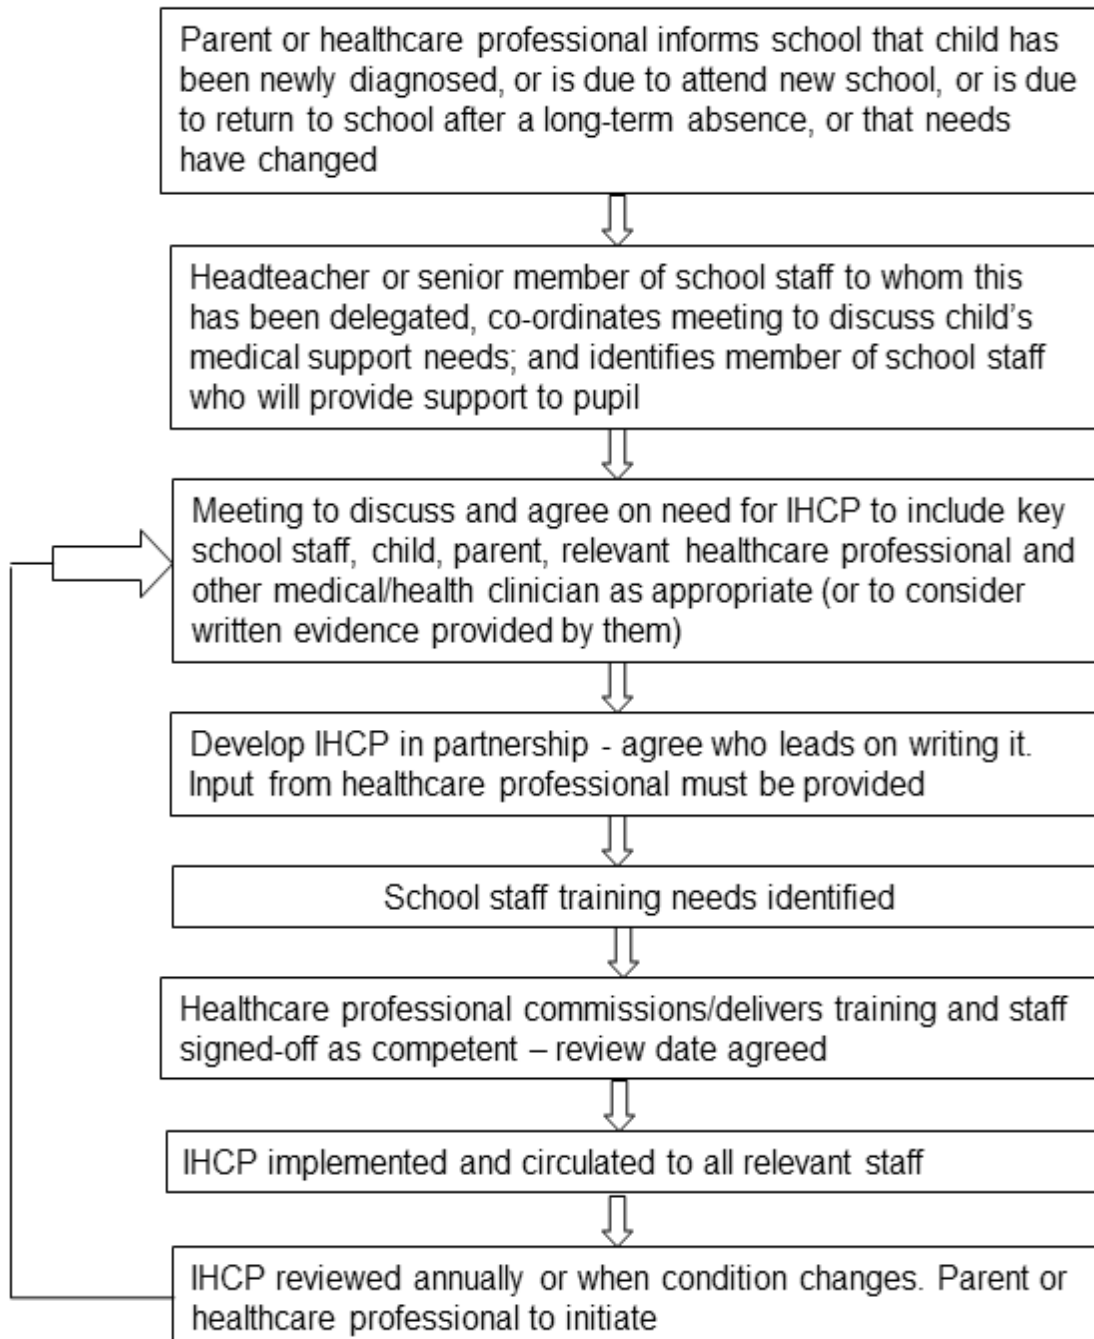 Parent or healthcare professional informs school that child has
been newly diagnosed, or is due to attend new school, or is due
to return to school after a long-term absence, or that needs
have changed
Headteacher or senior member of school staff to whom this
has been delegated, co-ordinates meeting to discuss child’s
medical support needs; and identifies member of school staff
who will provide support to pupil
Meeting to discuss and agree on need for IHCP to include key
school staff, child, parent, relevant healthcare professional and
other medical/health clinician as appropriate (or to consider
written evidence provided by them)
Develop IHCP in partnership - agree who leads on writing it.
Input from healthcare professional must be provided
School staff training needs identified
Healthcare professional commissions/delivers training and staff
signed-off as competent – review date agreed
IHCP implemented and circulated to all relevant staff
IHCP reviewed annually or when condition changes. Parent or
healthcare professional to initiate